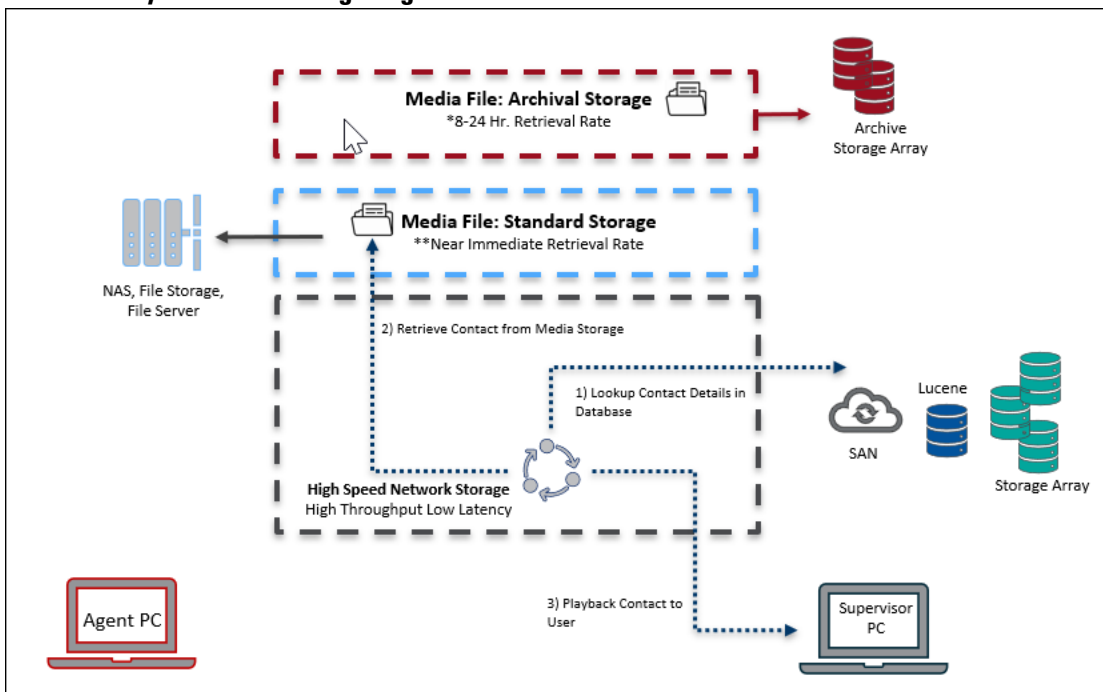 Media File: Archival Storage
*8-24 Hr. Retrieval Rate
Archive
Storage Array
Media File: Standard Storage
**Near Immediate Retrieval Rate
NAS, File Storage,
File Server
2) Retrieve Contact from Media Storage
1) Lookup Contact Details in
Database
Lucene
SAN
Storage Array
High Speed Network Storage
High Throughput Low Latency
3) Playback Contact to
User
Agent PC
Supervisor
PC